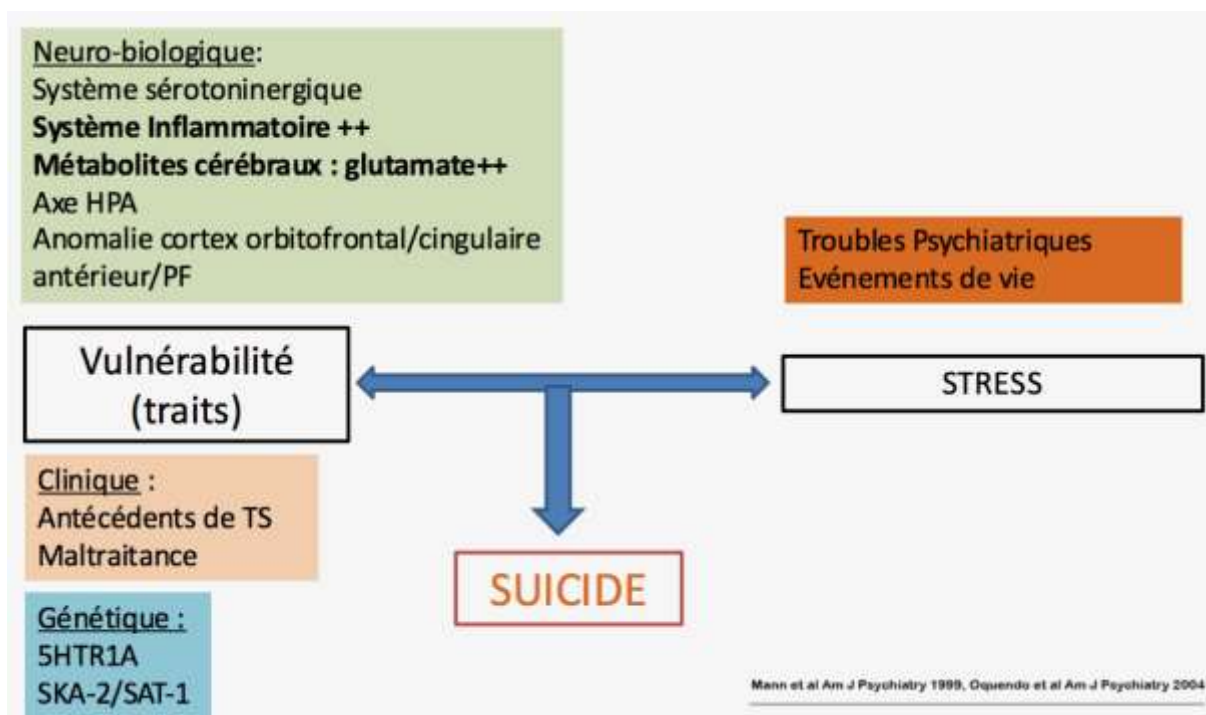 Neuro-biologique:
Système sérotoninergique
Système Inflammatoire ++
Métabolites cérébraux : glutamate++
Axe HPA
Anomalie cortex orbitofrontal/cingulaire
antérieur/PF
Troubles Psychiatriques
Evénements de vie
Vulnérabilité
(traits)
STRESS
Clinique :
Antécédents de TS
Maltraitance
SUICIDE
Génétique :
5HTR1A
SKA-2/SAT-1
Mann et al Am J Psychiatry 1999, Oquendo et al Am J Psychiatry 2004